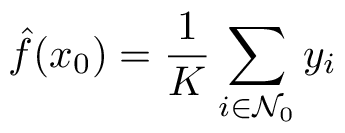 $\hat{f}(x_0) = \frac{1}{K} \sum_{i \in \mathcal{N}_0} y_i$